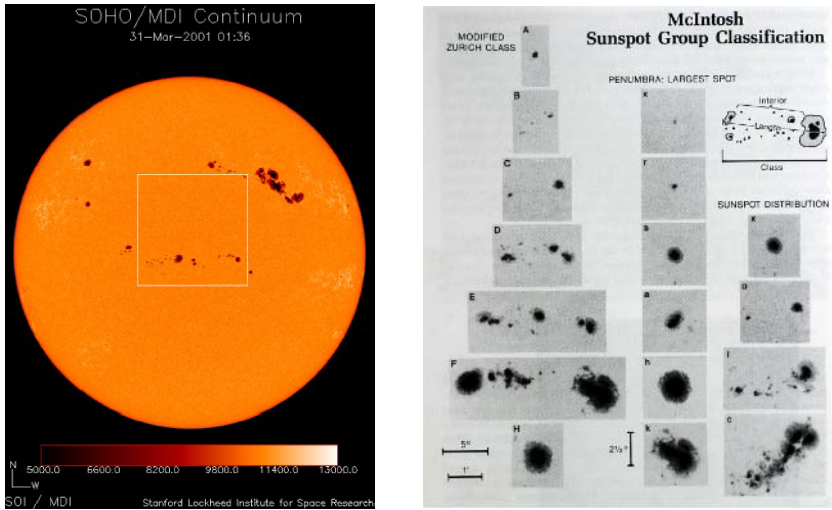 SOHO/MDI Continuum
31-Mar-2001 01:36
5000.0 6600.0 8200.0 9800.0 11400.0 13000.0
N
W
SOI / MDI
Stanford Lockheed Institute for Space Research
McIntosh
Sunspot Group Classification
MODIFIED
ZURICH CLASS
A
B
C
D
E
F
H
5°
1'
PENUMBRA: LARGEST SPOT
x
r
s
a
h
k
2½°
Interior
Length
Class
SUNSPOT DISTRIBUTION
x
o
i
c